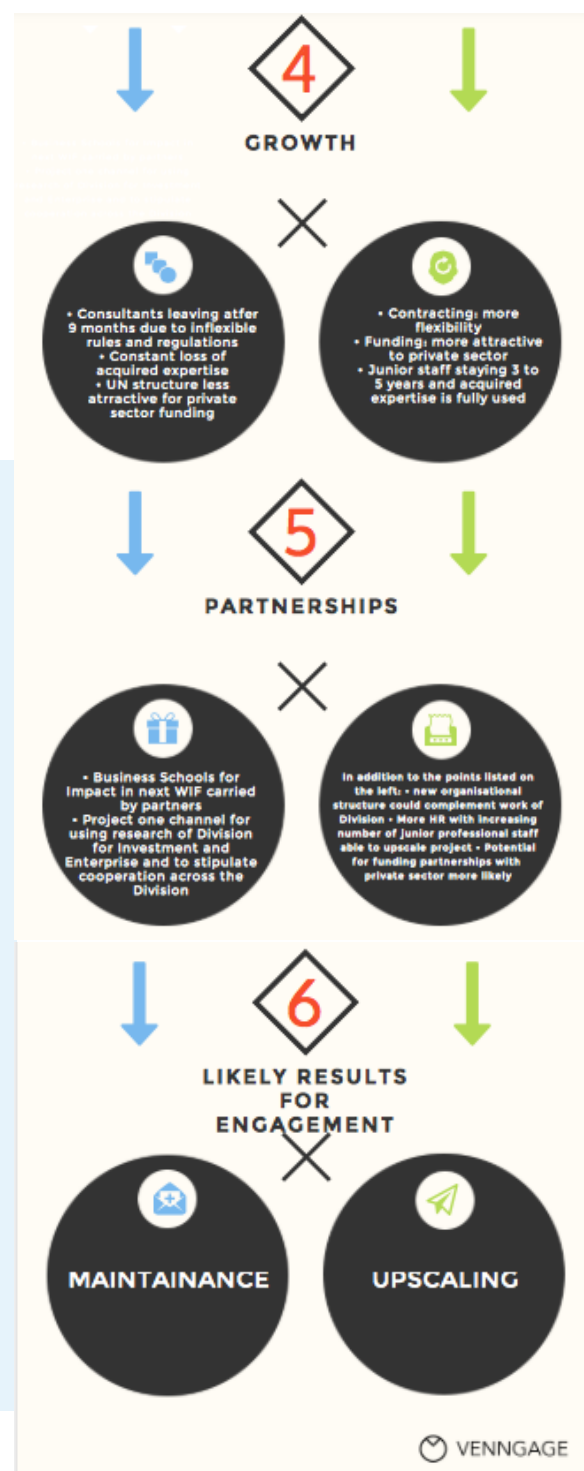 4
GROWTH
• Consultants leaving atfer
9 months due to inflexible
rules and regulations
• Constant loss of
acquired expertise
• UN structure less
atrractive for private
sector funding
• Contracting: more
flexibility
• Funding: more attractive
to private sector
• Junior staff staying 3 to
5 years and acquired
expertise is fully used
5
PARTNERSHIPS
• Business Schools for
Impact in next WIF carried
by partners
• Project one channel for
using research of Division
for Investment and
Enterprise and to stipulate
cooperation across the
Division
In addition to the points listed on
the left: • new organisational
structure could complement work of
Division • More HR with increasing
number of junior professional staff
able to upscale project • Potential
for funding partnerships with
private sector more likely
6
LIKELY RESULTS
FOR
ENGAGEMENT
MAINTAINANCE
UPSCALING
VENNGAGE